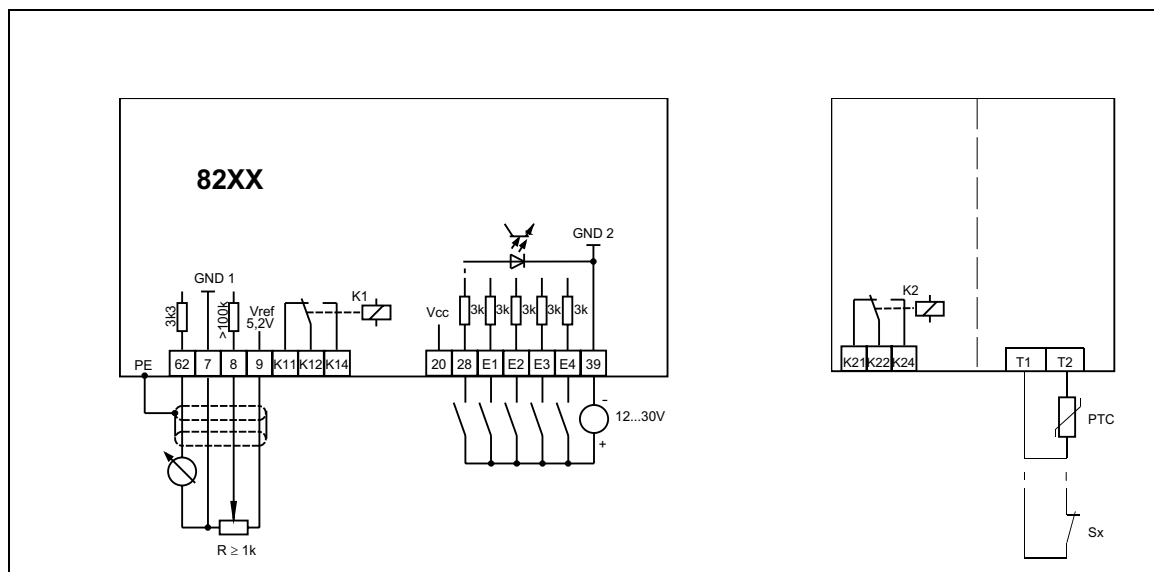 82XX
GND 2
GND 1
K1
K2
3k3
>100k
Vref
5,2V
Vcc
3k
3k
3k
3k
3k
PE
62
7
8
9
K11
K12
K14
20
28
E1
E2
E3
E4
39
K21
K22
K24
T1
T2
–
12...30V
+
PTC
R ≥ 1k
Sx